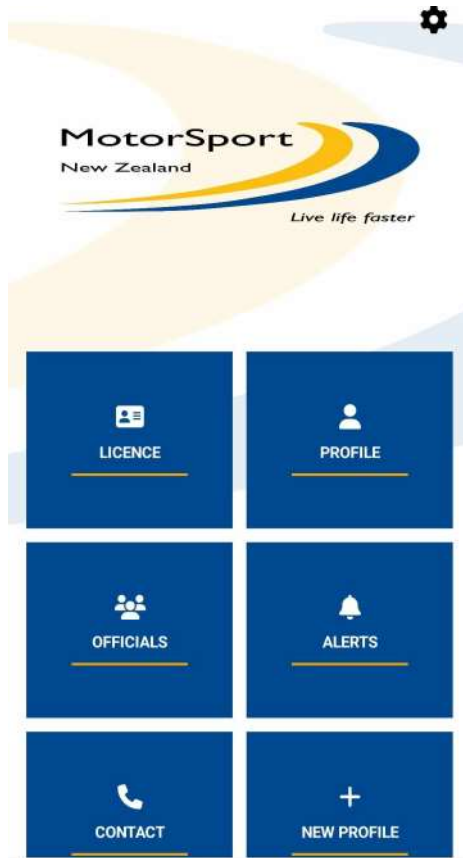 MotorSport
New Zealand
Live life faster
LICENCE
PROFILE
OFFICIALS
ALERTS
CONTACT
NEW PROFILE